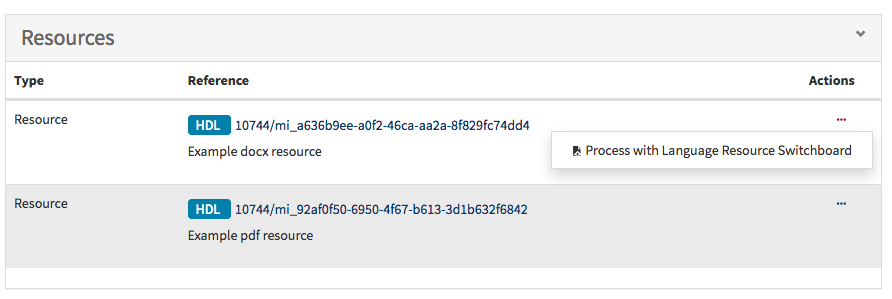 Resources
Type Reference Actions
Resource HDL 10744/mi_a636b9ee-a0f2-46ca-aa2a-8f829fc74dd4 ...
Example docx resource
Process with Language Resource Switchboard
Resource HDL 10744/mi_92af0f50-6950-4f67-b613-3d1b632f6842 ...
Example pdf resource